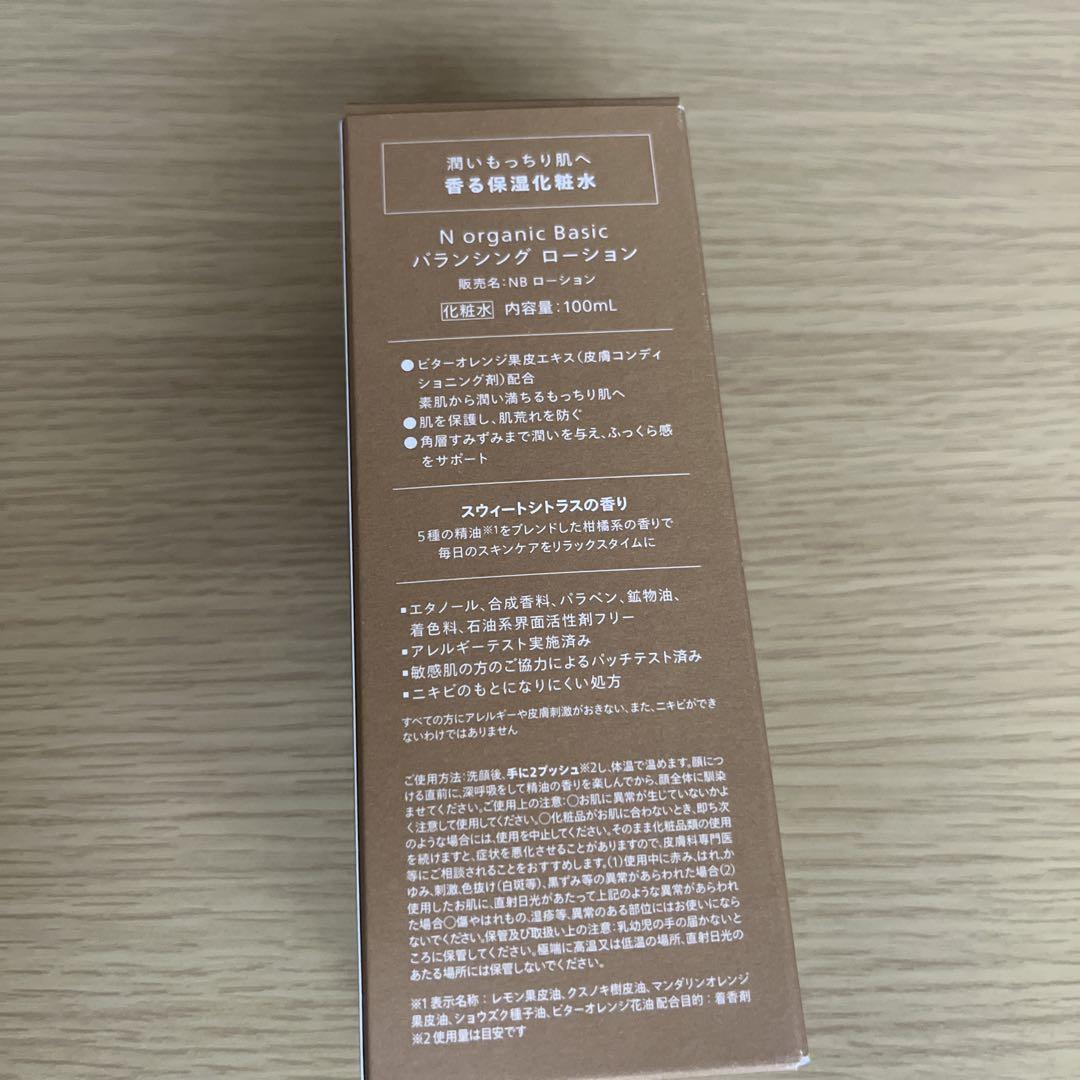 潤いもっちり肌へ
香る保湿化粧水
N organic Basic
バランシング ローション
販売名：NB ローション
化粧水 内容量：100mL
●ビターオレンジ果皮エキス（皮膚コンディ
ショニング剤）配合
素肌から潤い満ちるもっちり肌へ
●肌を保護し、肌荒れを防ぐ
●角層すみずみまで潤いを与え、ふっくら感
をサポート
スウィートシトラスの香り
5種の精油※1をブレンドした柑橘系の香りで
毎日のスキンケアをリラックスタイムに
▪エタノール、合成香料、パラベン、鉱物油、
着色料、石油系界面活性剤フリー
▪アレルギーテスト実施済み
▪敏感肌の方のご協力によるパッチテスト済み
▪ニキビのもとになりにくい処方
すべての方にアレルギーや皮膚刺激がおきない、また、ニキビができ
ないわけではありません
ご使用方法：洗顔後、手に2プッシュ※2し、体温で温めます。顔につ
ける直前に、深呼吸をして精油の香りを楽しんでから、顔全体に馴染
ませてください。ご使用上の注意：○お肌に異常が生じていないかよ
く注意して使用してください。○化粧品がお肌に合わないとき、即ち次
のような場合には、使用を中止してください。そのまま化粧品類の使用
を続けますと、症状を悪化させることがありますので、皮膚科専門医
等にご相談されることをおすすめします。（1）使用中に赤み、はれ、か
ゆみ、刺激、色抜け（白斑等）、黒ずみ等の異常があらわれた場合（2）
使用したお肌に、直射日光があたって上記のような異常があらわれ
た場合○傷やはれもの、湿疹等、異常のある部位にはお使いになら
ないでください。保管及び取扱い上の注意：乳幼児の手の届かないと
ころに保管してください。極端に高温又は低温の場所、直射日光の
あたる場所には保管しないでください。
※1 表示名称：レモン果皮油、クスノキ樹皮油、マンダリンオレンジ
果皮油、ショウズク種子油、ビターオレンジ花油 配合目的：着香剤
※2 使用量は目安です